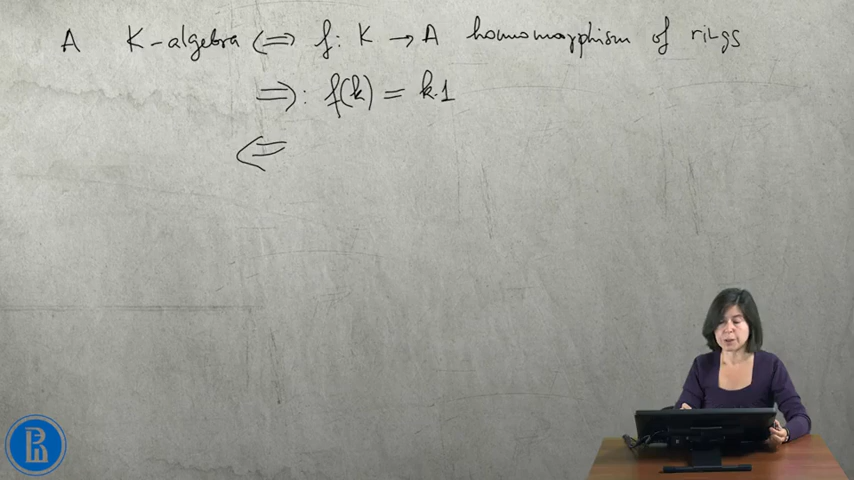 A K-algebra ⟺ f: K → A homomorphism of rings
⟹: f(k) = k·1
⟸